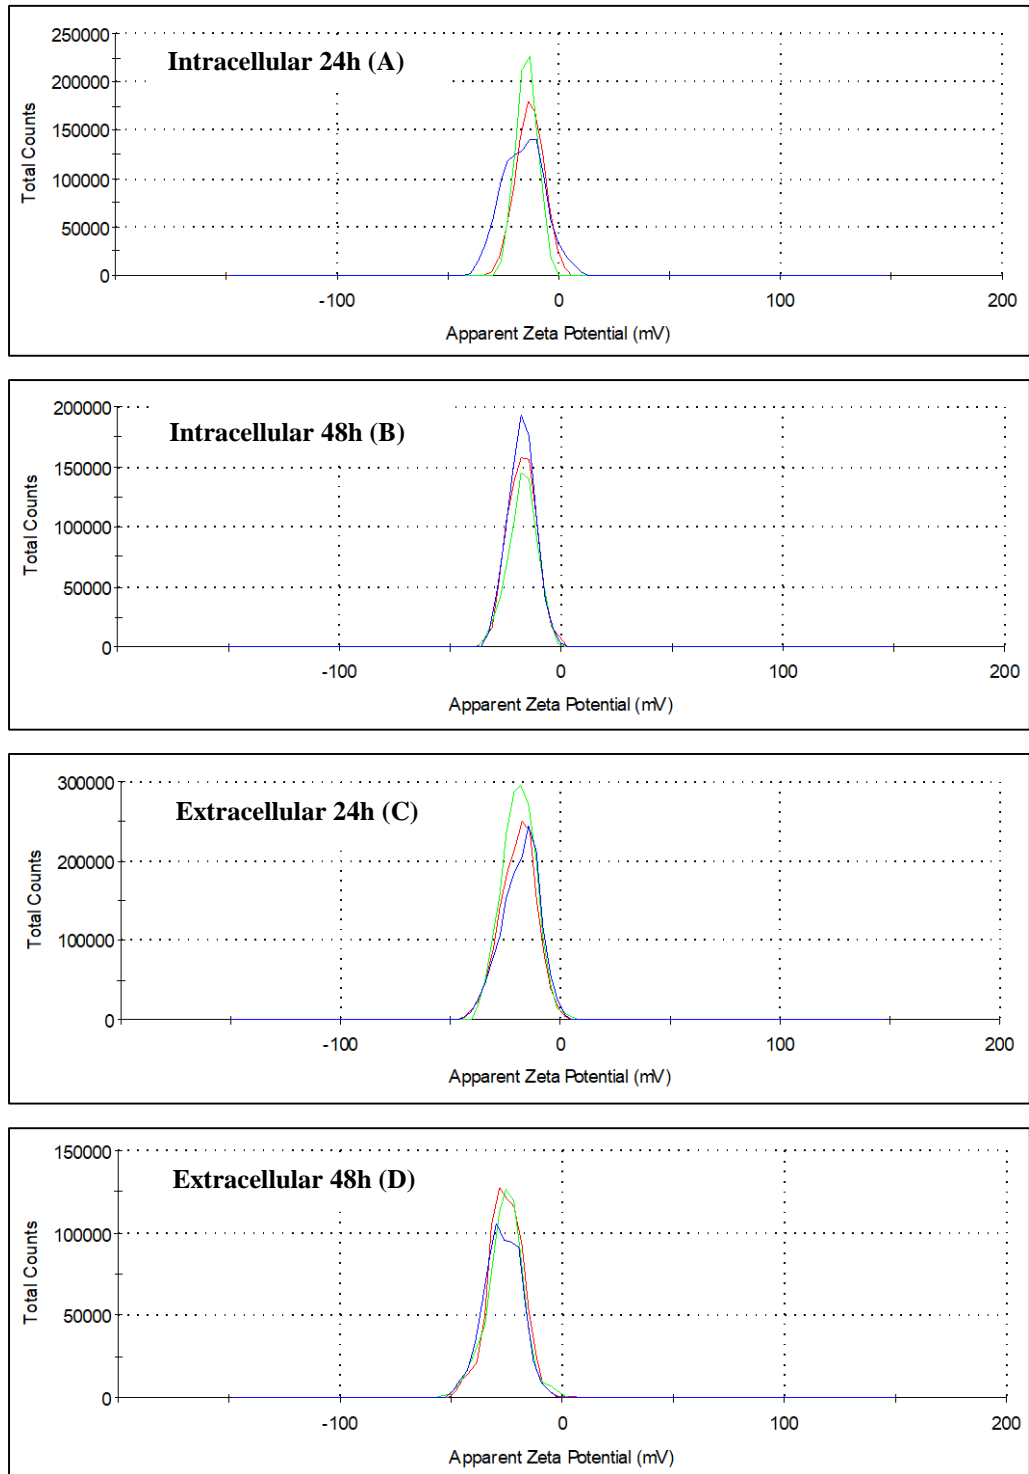 250000
Intracellular 24h (A)
200000
150000
100000
50000
0
Total Counts
-100 0 100 200
Apparent Zeta Potential (mV)
200000
Intracellular 48h (B)
150000
100000
50000
0
Total Counts
-100 0 100 200
Apparent Zeta Potential (mV)
300000
Extracellular 24h (C)
200000
100000
0
Total Counts
-100 0 100 200
Apparent Zeta Potential (mV)
150000
Extracellular 48h (D)
100000
50000
0
Total Counts
-100 0 100 200
Apparent Zeta Potential (mV)